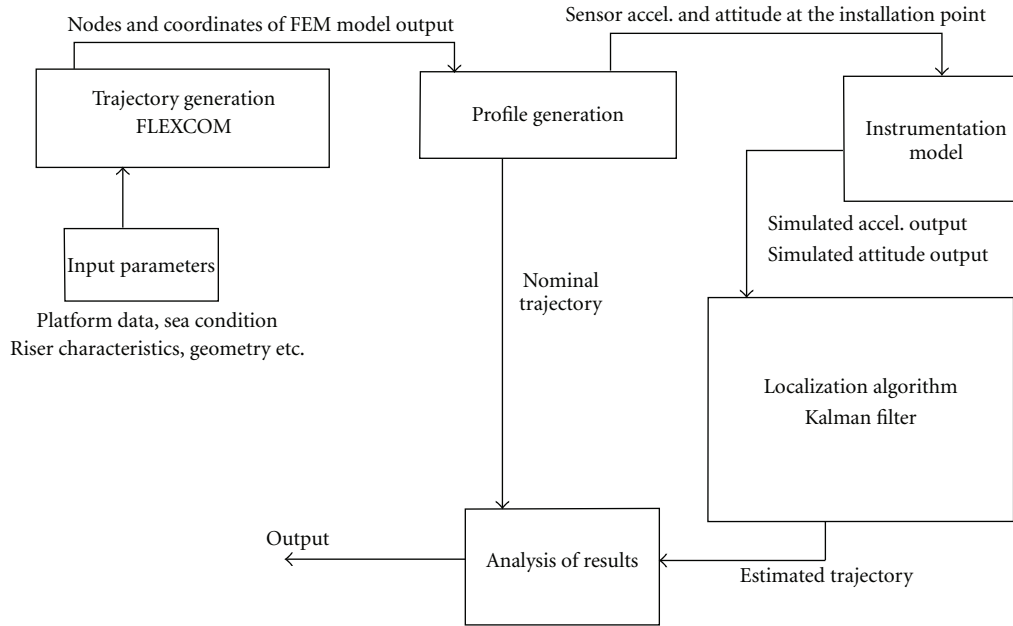 Nodes and coordinates of FEM model output
Sensor accel. and attitude at the installation point
Trajectory generation
FLEXCOM
Profile generation
Instrumentation
model
Input parameters
Platform data, sea condition
Riser characteristics, geometry etc.
Simulated accel. output
Simulated attitude output
Nominal
trajectory
Localization algorithm
Kalman filter
Output
Analysis of results
Estimated trajectory